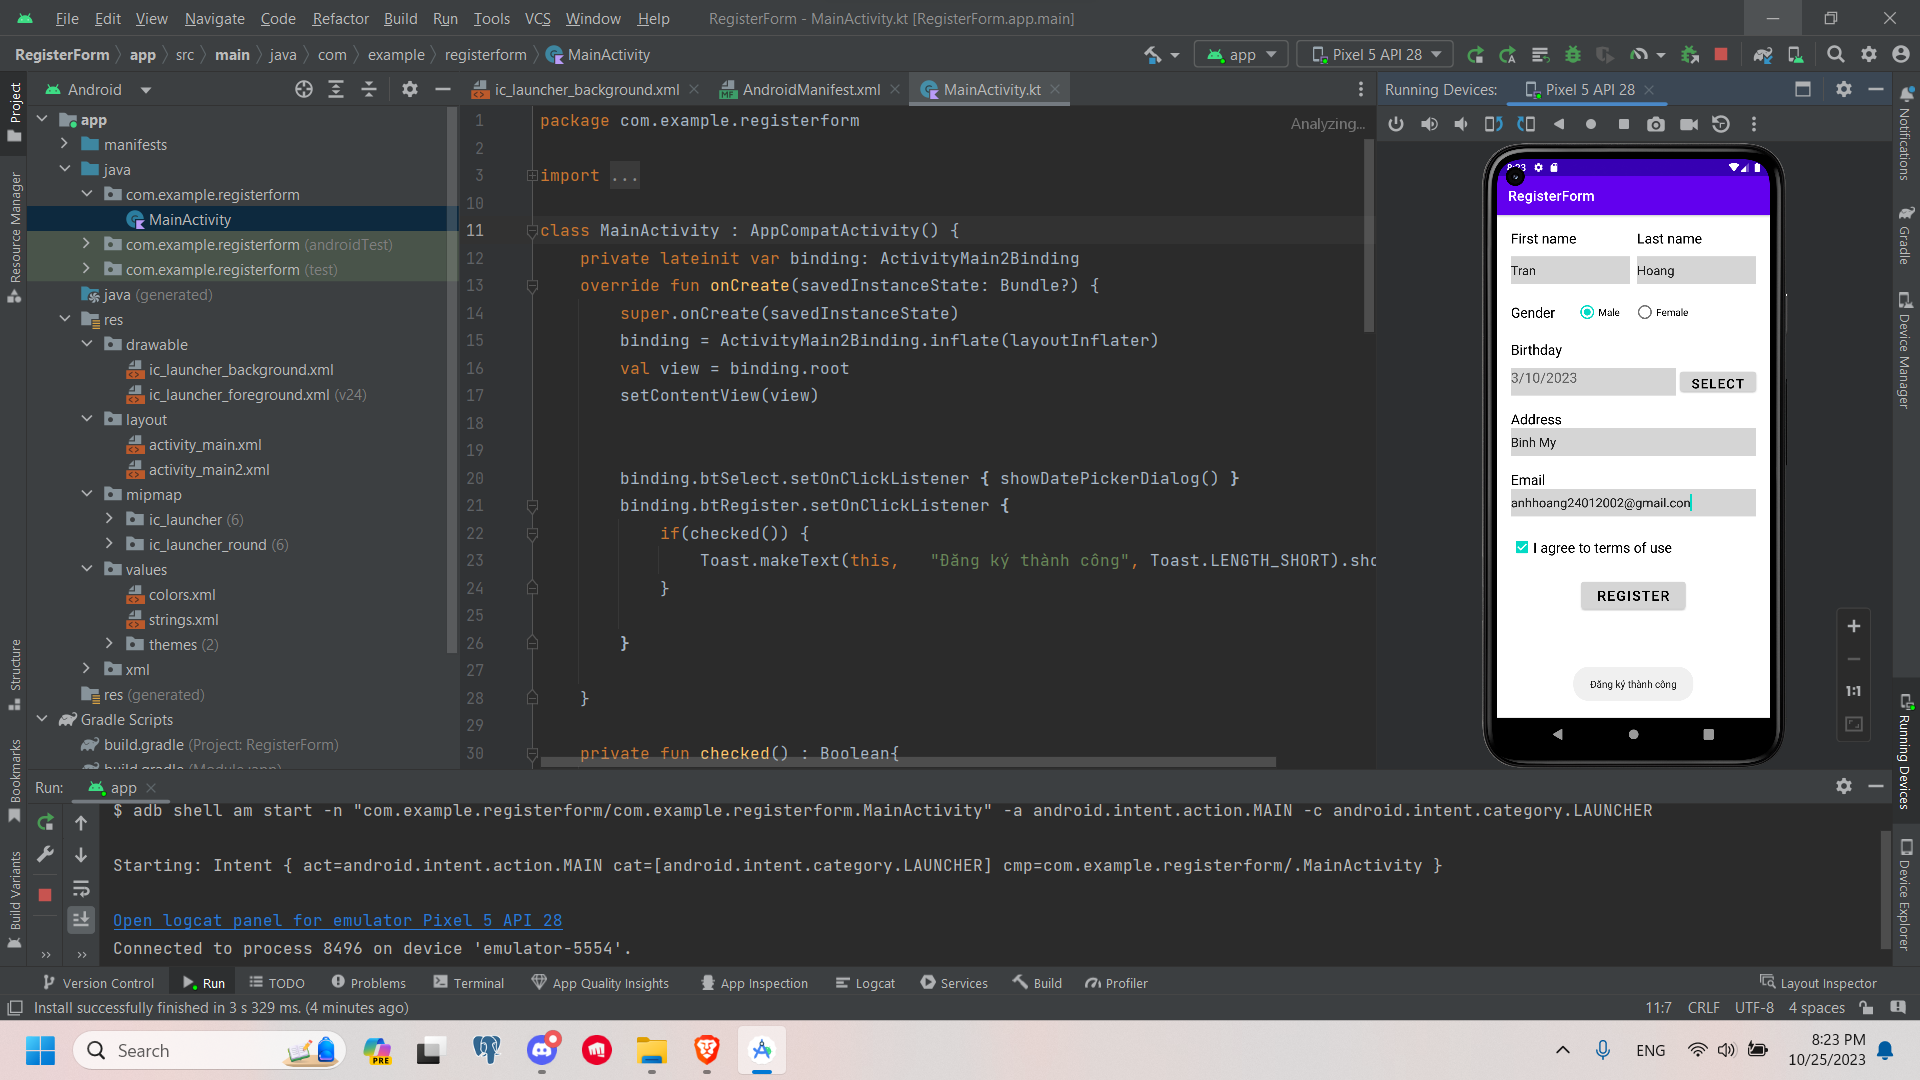 File Edit View Navigate Code Refactor Build Run Tools VCS Window Help RegisterForm - MainActivity.kt [RegisterForm.app.main]
RegisterForm app src main java com example registerform MainActivity app Pixel 5 API 28
Android
ic_launcher_background.xml AndroidManifest.xml MainActivity.kt
Running Devices: Pixel 5 API 28
Project
Resource Manager
Structure
Bookmarks
Build Variants
app
manifests
java
com.example.registerform
MainActivity
com.example.registerform (androidTest)
com.example.registerform (test)
java (generated)
res
drawable
ic_launcher_background.xml
ic_launcher_foreground.xml (v24)
layout
activity_main.xml
activity_main2.xml
mipmap
ic_launcher (6)
ic_launcher_round (6)
values
colors.xml
strings.xml
themes (2)
xml
res (generated)
Gradle Scripts
build.gradle (Project: RegisterForm)
build.gradle (Module :app)
Analyzing...
1 package com.example.registerform
2
3 import ...
10
11 class MainActivity : AppCompatActivity() {
12 private lateinit var binding: ActivityMain2Binding
13 override fun onCreate(savedInstanceState: Bundle?) {
14 super.onCreate(savedInstanceState)
15 binding = ActivityMain2Binding.inflate(layoutInflater)
16 val view = binding.root
17 setContentView(view)
18
19
20 binding.btSelect.setOnClickListener { showDatePickerDialog() }
21 binding.btRegister.setOnClickListener {
22 if(checked()) {
23 Toast.makeText(this, "Đăng ký thành công", Toast.LENGTH_SHORT).sho
24 }
25
26 }
27
28 }
29
30 private fun checked() : Boolean{
8:23
RegisterForm
First name Last name
Tran Hoang
Gender Male Female
Birthday
3/10/2023 SELECT
Address
Binh My
Email
anhhoang24012002@gmail.con
I agree to terms of use
REGISTER
Đăng ký thành công
1:1
Notifications
Gradle
Device Manager
Running Devices
Device Explorer
Run: app
$ adb shell am start -n "com.example.registerform/com.example.registerform.MainActivity" -a android.intent.action.MAIN -c android.intent.category.LAUNCHER
Starting: Intent { act=android.intent.action.MAIN cat=[android.intent.category.LAUNCHER] cmp=com.example.registerform/.MainActivity }
Open logcat panel for emulator Pixel 5 API 28
Connected to process 8496 on device 'emulator-5554'.
Version Control Run TODO Problems Terminal App Quality Insights App Inspection Logcat Services Build Profiler Layout Inspector
Install successfully finished in 3 s 329 ms. (4 minutes ago) 11:7 CRLF UTF-8 4 spaces
Search PRE ENG 8:23 PM
10/25/2023